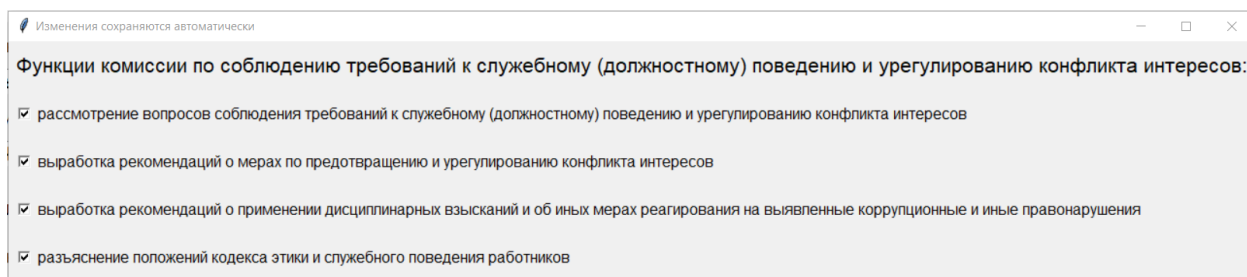 Изменения сохраняются автоматически
Функции комиссии по соблюдению требований к служебному (должностному) поведению и урегулированию конфликта интересов:
рассмотрение вопросов соблюдения требований к служебному (должностному) поведению и урегулированию конфликта интересов
выработка рекомендаций о мерах по предотвращению и урегулированию конфликта интересов
выработка рекомендаций о применении дисциплинарных взысканий и об иных мерах реагирования на выявленные коррупционные и иные правонарушения
разъяснение положений кодекса этики и служебного поведения работников